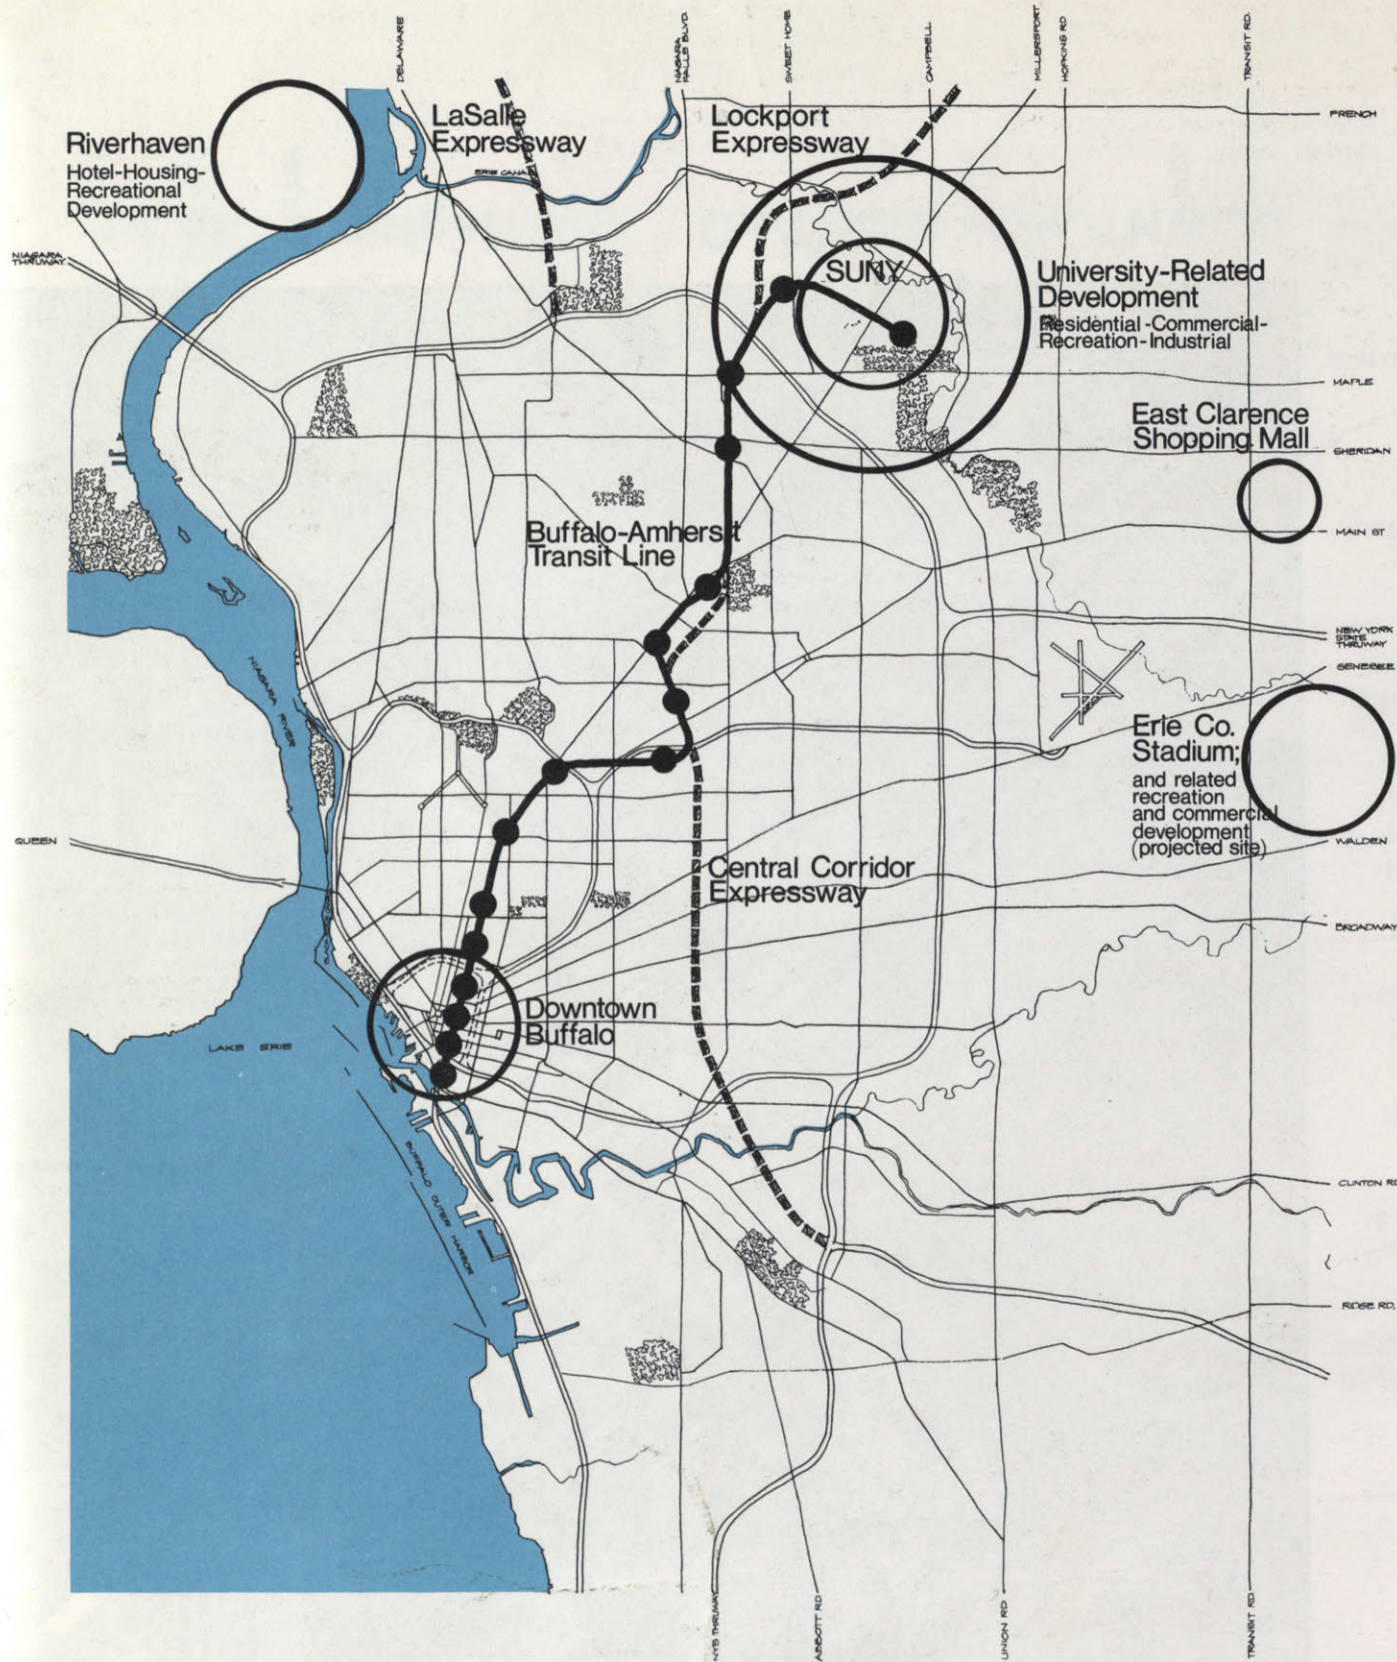 DELAWARE
NIAGARA
FALLS BLVD.
SWEET HOME
CAMPBELL
MILLERSPORT
HOPKINS RD
TRANSIT RD.
LaSalle
Expressway
Lockport
Expressway
FRENCH
Riverhaven
Hotel-Housing-
Recreational
Development
ERIE CANAL
NIAGARA
THRUWAY
SUNY
University-Related
Development
Residential-Commercial-
Recreation-Industrial
MAPLE
East Clarence
Shopping Mall
SHERIDAN
Buffalo-Amherst
Transit Line
MAIN ST
NEW YORK
STATE
THRUWAY
GENESEE
NIAGARA RIVER
Erie Co.
Stadium;
and related
recreation
and commercial
development
(projected site)
QUEEN
WALDEN
Central Corridor
Expressway
BROADWAY
Downtown
Buffalo
LAKE ERIE
BUFFALO OUTER HARBOR
CLINTON RD
RIDGE RD.
NYS THRUWAY
ABBOTT RD
UNION RD
TRANSIT RD